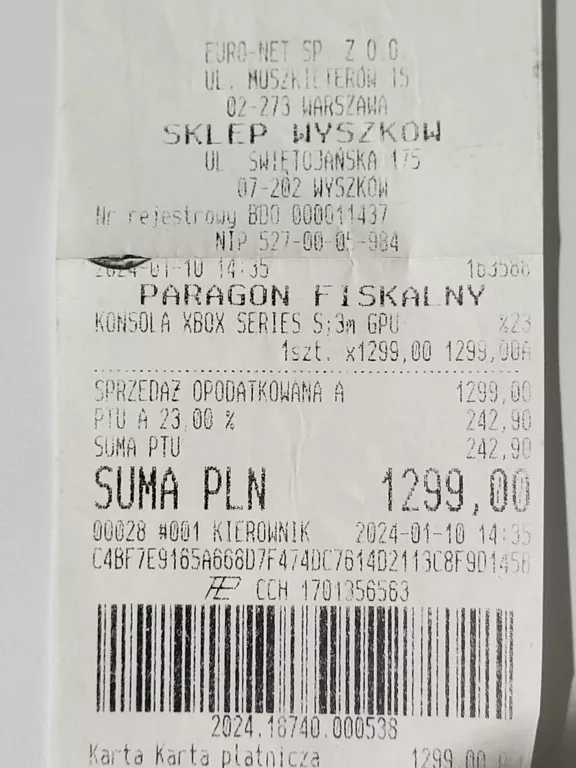 EURO-NET SP. Z O.O.
UL. MUSZKIETERÓW 15
02-273 WARSZAWA
SKLEP WYSZKÓW
UL ŚWIĘTOJAŃSKA 175
07-202 WYSZKÓW
Nr rejestrowy BDO 000011437
NIP 527-00-05-984
2024-01-10 14:35 163588
PARAGON FISKALNY
KONSOLA XBOX SERIES S;3m GPU %23
1szt. x1299,00 1299,00A
SPRZEDAŻ OPODATKOWANA A 1299,00
PTU A 23,00 % 242,90
SUMA PTU 242,90
SUMA PLN 1299,00
00028 #001 KIEROWNIK 2024-01-10 14:35
C4BF7E9165A668D7F474DC7614D2113C8F9D145B
CCH 1701356563
2024.18740.000538
Karta Karta płatnicza 1299,00